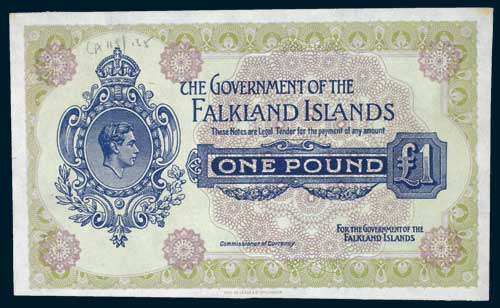 THE GOVERNMENT OF THE
FALKLAND ISLANDS
These Notes are Legal Tender for the payment of any amount
ONE POUND £1
FOR THE GOVERNMENT OF THE
FALKLAND ISLANDS
Commissioner of Currency.